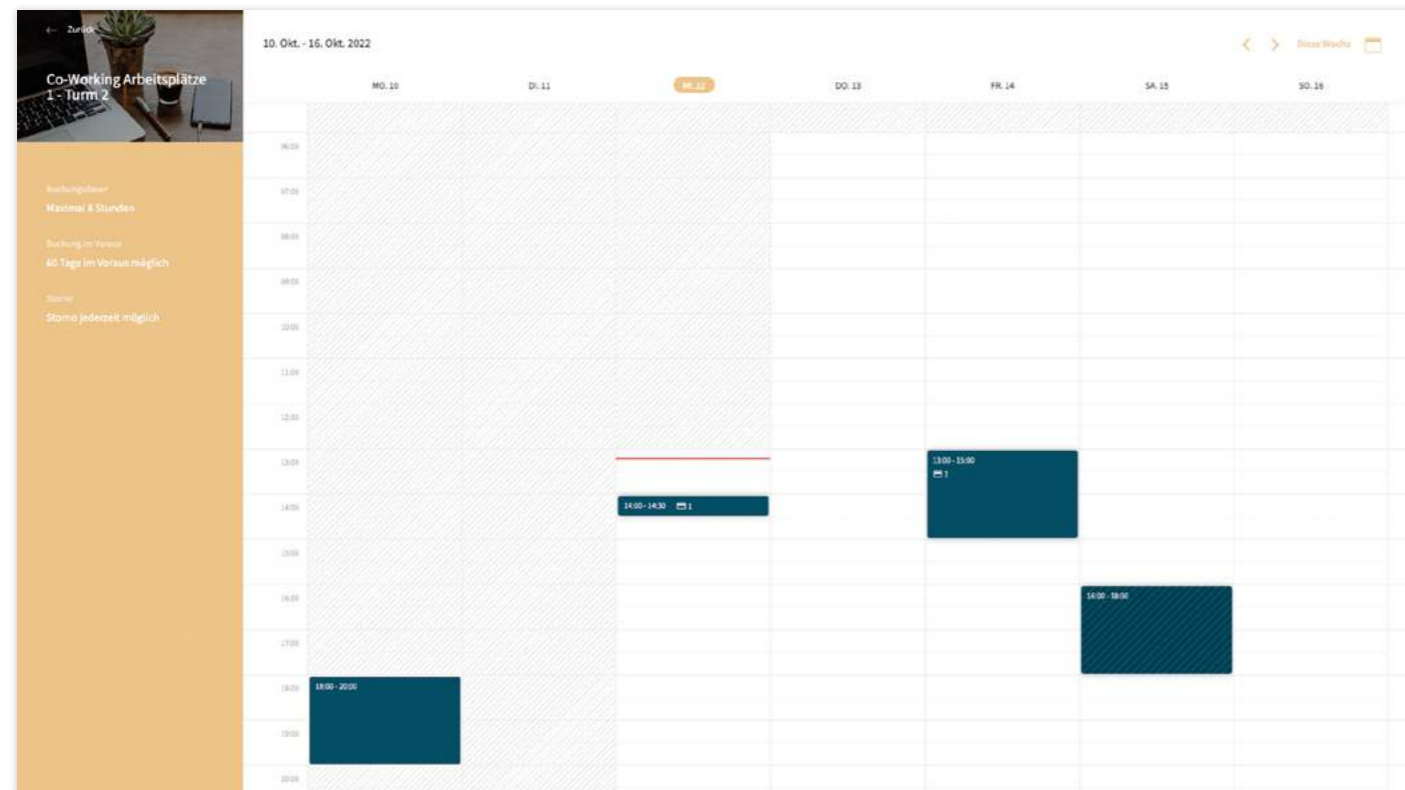 ← Zurück
Co-Working Arbeitsplätze
1 - Turm 2
Buchungsdauer
Maximal 8 Stunden
Buchung im Voraus
60 Tage im Voraus möglich
Storno
Storno jederzeit möglich
10. Okt. - 16. Okt. 2022
Diese Woche
MO. 10 DI. 11 MI. 12 DO. 13 FR. 14 SA. 15 SO. 16
06:00
07:00
08:00
09:00
10:00
11:00
12:00
13:00
13:00 - 15:00
1
14:00
14:00 - 14:30 1
15:00
16:00
16:00 - 18:00
17:00
18:00
18:00 - 20:00
19:00
20:00